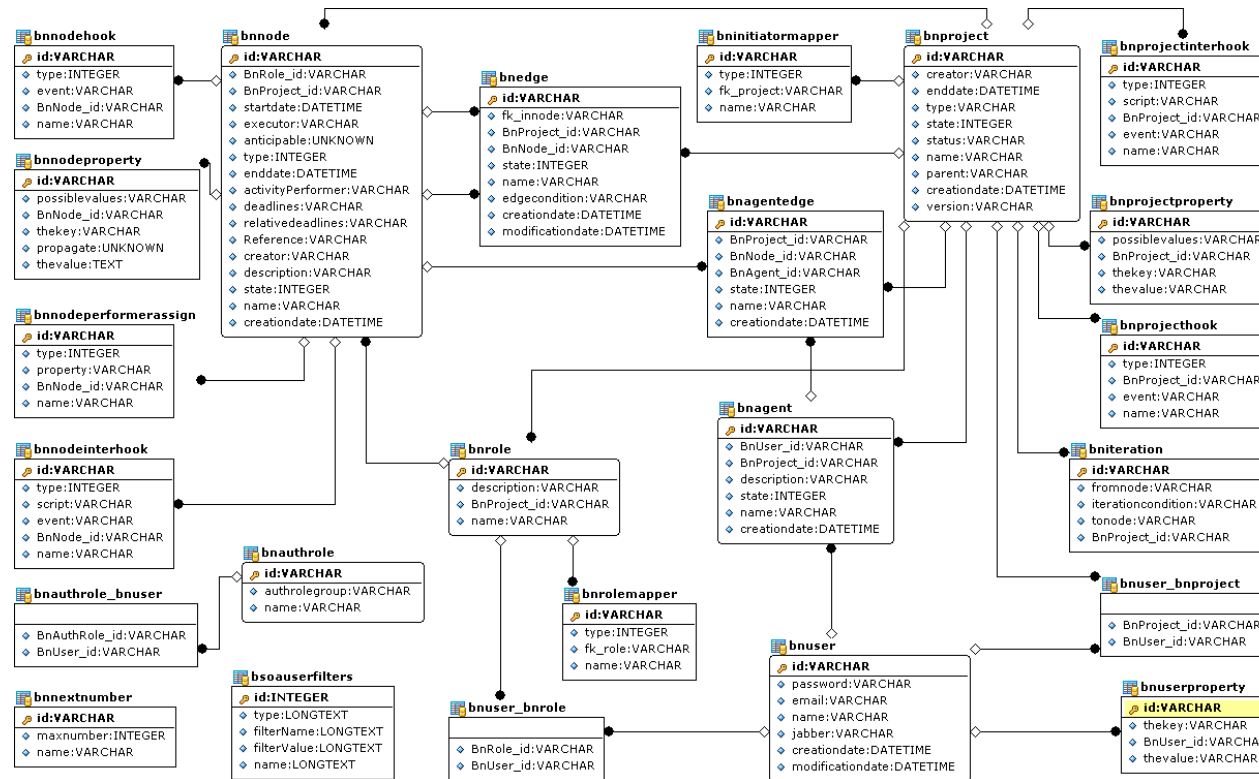 bnnodehook
id:VARCHAR
type:INTEGER
event:VARCHAR
BnNode_id:VARCHAR
name:VARCHAR
bnnodeproperty
id:VARCHAR
possiblevalues:VARCHAR
BnNode_id:VARCHAR
thekey:VARCHAR
propagate:UNKNOWN
thevalue:TEXT
bnnodeperformerassign
id:VARCHAR
type:INTEGER
property:VARCHAR
BnNode_id:VARCHAR
name:VARCHAR
bnnodeinterhook
id:VARCHAR
type:INTEGER
script:VARCHAR
event:VARCHAR
BnNode_id:VARCHAR
name:VARCHAR
bnauthrole_bnuser
BnAuthRole_id:VARCHAR
BnUser_id:VARCHAR
bnnextnumber
id:VARCHAR
maxnumber:INTEGER
name:VARCHAR
bnnode
id:VARCHAR
BnRole_id:VARCHAR
BnProject_id:VARCHAR
startdate:DATETIME
executor:VARCHAR
anticipable:UNKNOWN
type:INTEGER
enddate:DATETIME
activityPerformer:VARCHAR
deadlines:VARCHAR
relativedeadlines:VARCHAR
Reference:VARCHAR
creator:VARCHAR
description:VARCHAR
state:INTEGER
name:VARCHAR
creationdate:DATETIME
bnauthrole
id:VARCHAR
authrolegroup:VARCHAR
name:VARCHAR
bsoauserfilters
id:INTEGER
type:LONGTEXT
filterName:LONGTEXT
filterValue:LONGTEXT
name:LONGTEXT
bnedge
id:VARCHAR
fk_innode:VARCHAR
BnProject_id:VARCHAR
BnNode_id:VARCHAR
state:INTEGER
name:VARCHAR
edgecondition:VARCHAR
creationdate:DATETIME
modificationdate:DATETIME
bnrole
id:VARCHAR
description:VARCHAR
BnProject_id:VARCHAR
name:VARCHAR
bnrolemapper
id:VARCHAR
type:INTEGER
fk_role:VARCHAR
name:VARCHAR
bnuser_bnrole
BnRole_id:VARCHAR
BnUser_id:VARCHAR
bninitiatormapper
id:VARCHAR
type:INTEGER
fk_project:VARCHAR
name:VARCHAR
bnagentedge
id:VARCHAR
BnProject_id:VARCHAR
BnNode_id:VARCHAR
BnAgent_id:VARCHAR
state:INTEGER
name:VARCHAR
creationdate:DATETIME
bnagent
id:VARCHAR
BnUser_id:VARCHAR
BnProject_id:VARCHAR
description:VARCHAR
state:INTEGER
name:VARCHAR
creationdate:DATETIME
bnuser
id:VARCHAR
password:VARCHAR
email:VARCHAR
name:VARCHAR
jabber:VARCHAR
creationdate:DATETIME
modificationdate:DATETIME
bnproject
id:VARCHAR
creator:VARCHAR
enddate:DATETIME
type:VARCHAR
state:INTEGER
status:VARCHAR
name:VARCHAR
parent:VARCHAR
creationdate:DATETIME
version:VARCHAR
bnprojectinterhook
id:VARCHAR
type:INTEGER
script:VARCHAR
BnProject_id:VARCHAR
event:VARCHAR
name:VARCHAR
bnprojectproperty
id:VARCHAR
possiblevalues:VARCHAR
BnProject_id:VARCHAR
thekey:VARCHAR
thevalue:VARCHAR
bnprojecthook
id:VARCHAR
type:INTEGER
BnProject_id:VARCHAR
event:VARCHAR
name:VARCHAR
bniteration
id:VARCHAR
fromnode:VARCHAR
iterationcondition:VARCHAR
tonode:VARCHAR
BnProject_id:VARCHAR
bnuser_bnproject
BnProject_id:VARCHAR
BnUser_id:VARCHAR
bnuserproperty
id:VARCHAR
thekey:VARCHAR
BnUser_id:VARCHA
thevalue:VARCHAR